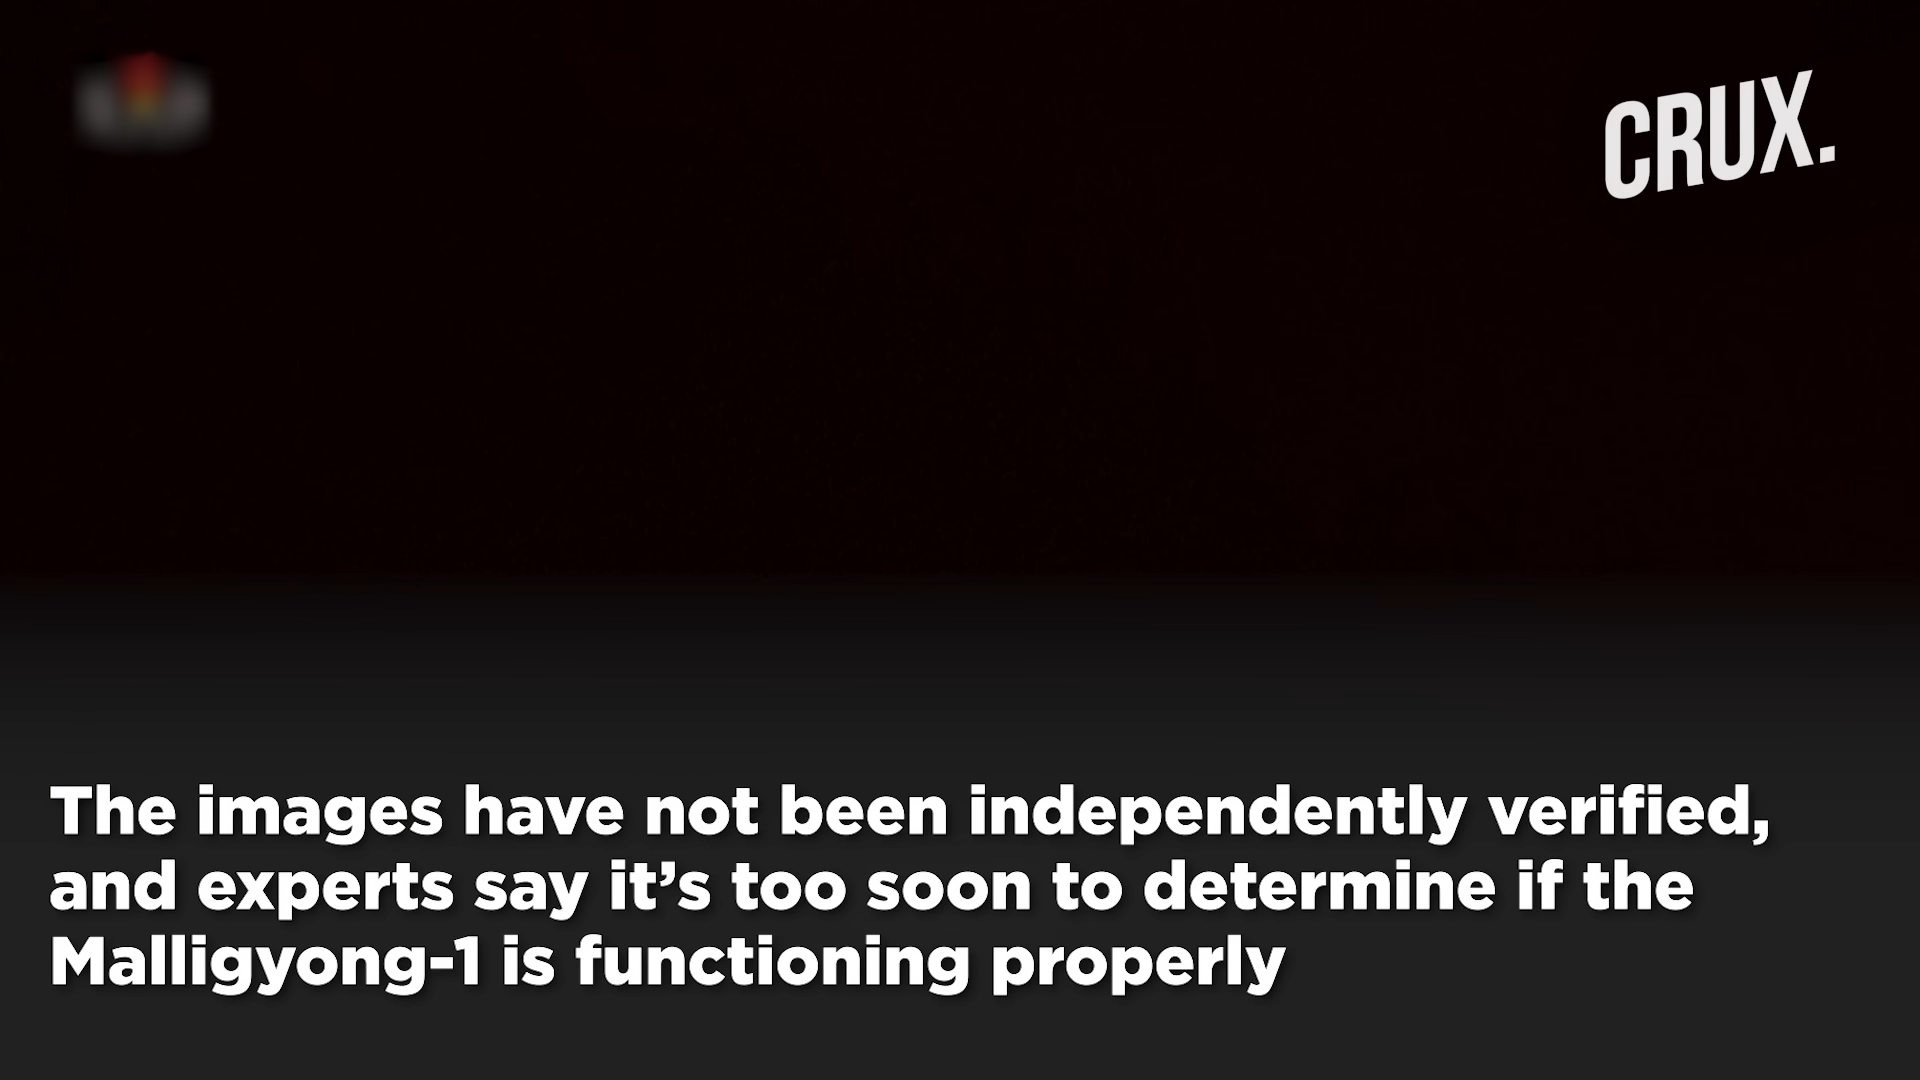 CRUX.
The images have not been independently verified,
and experts say it’s too soon to determine if the
Malligyong-1 is functioning properly